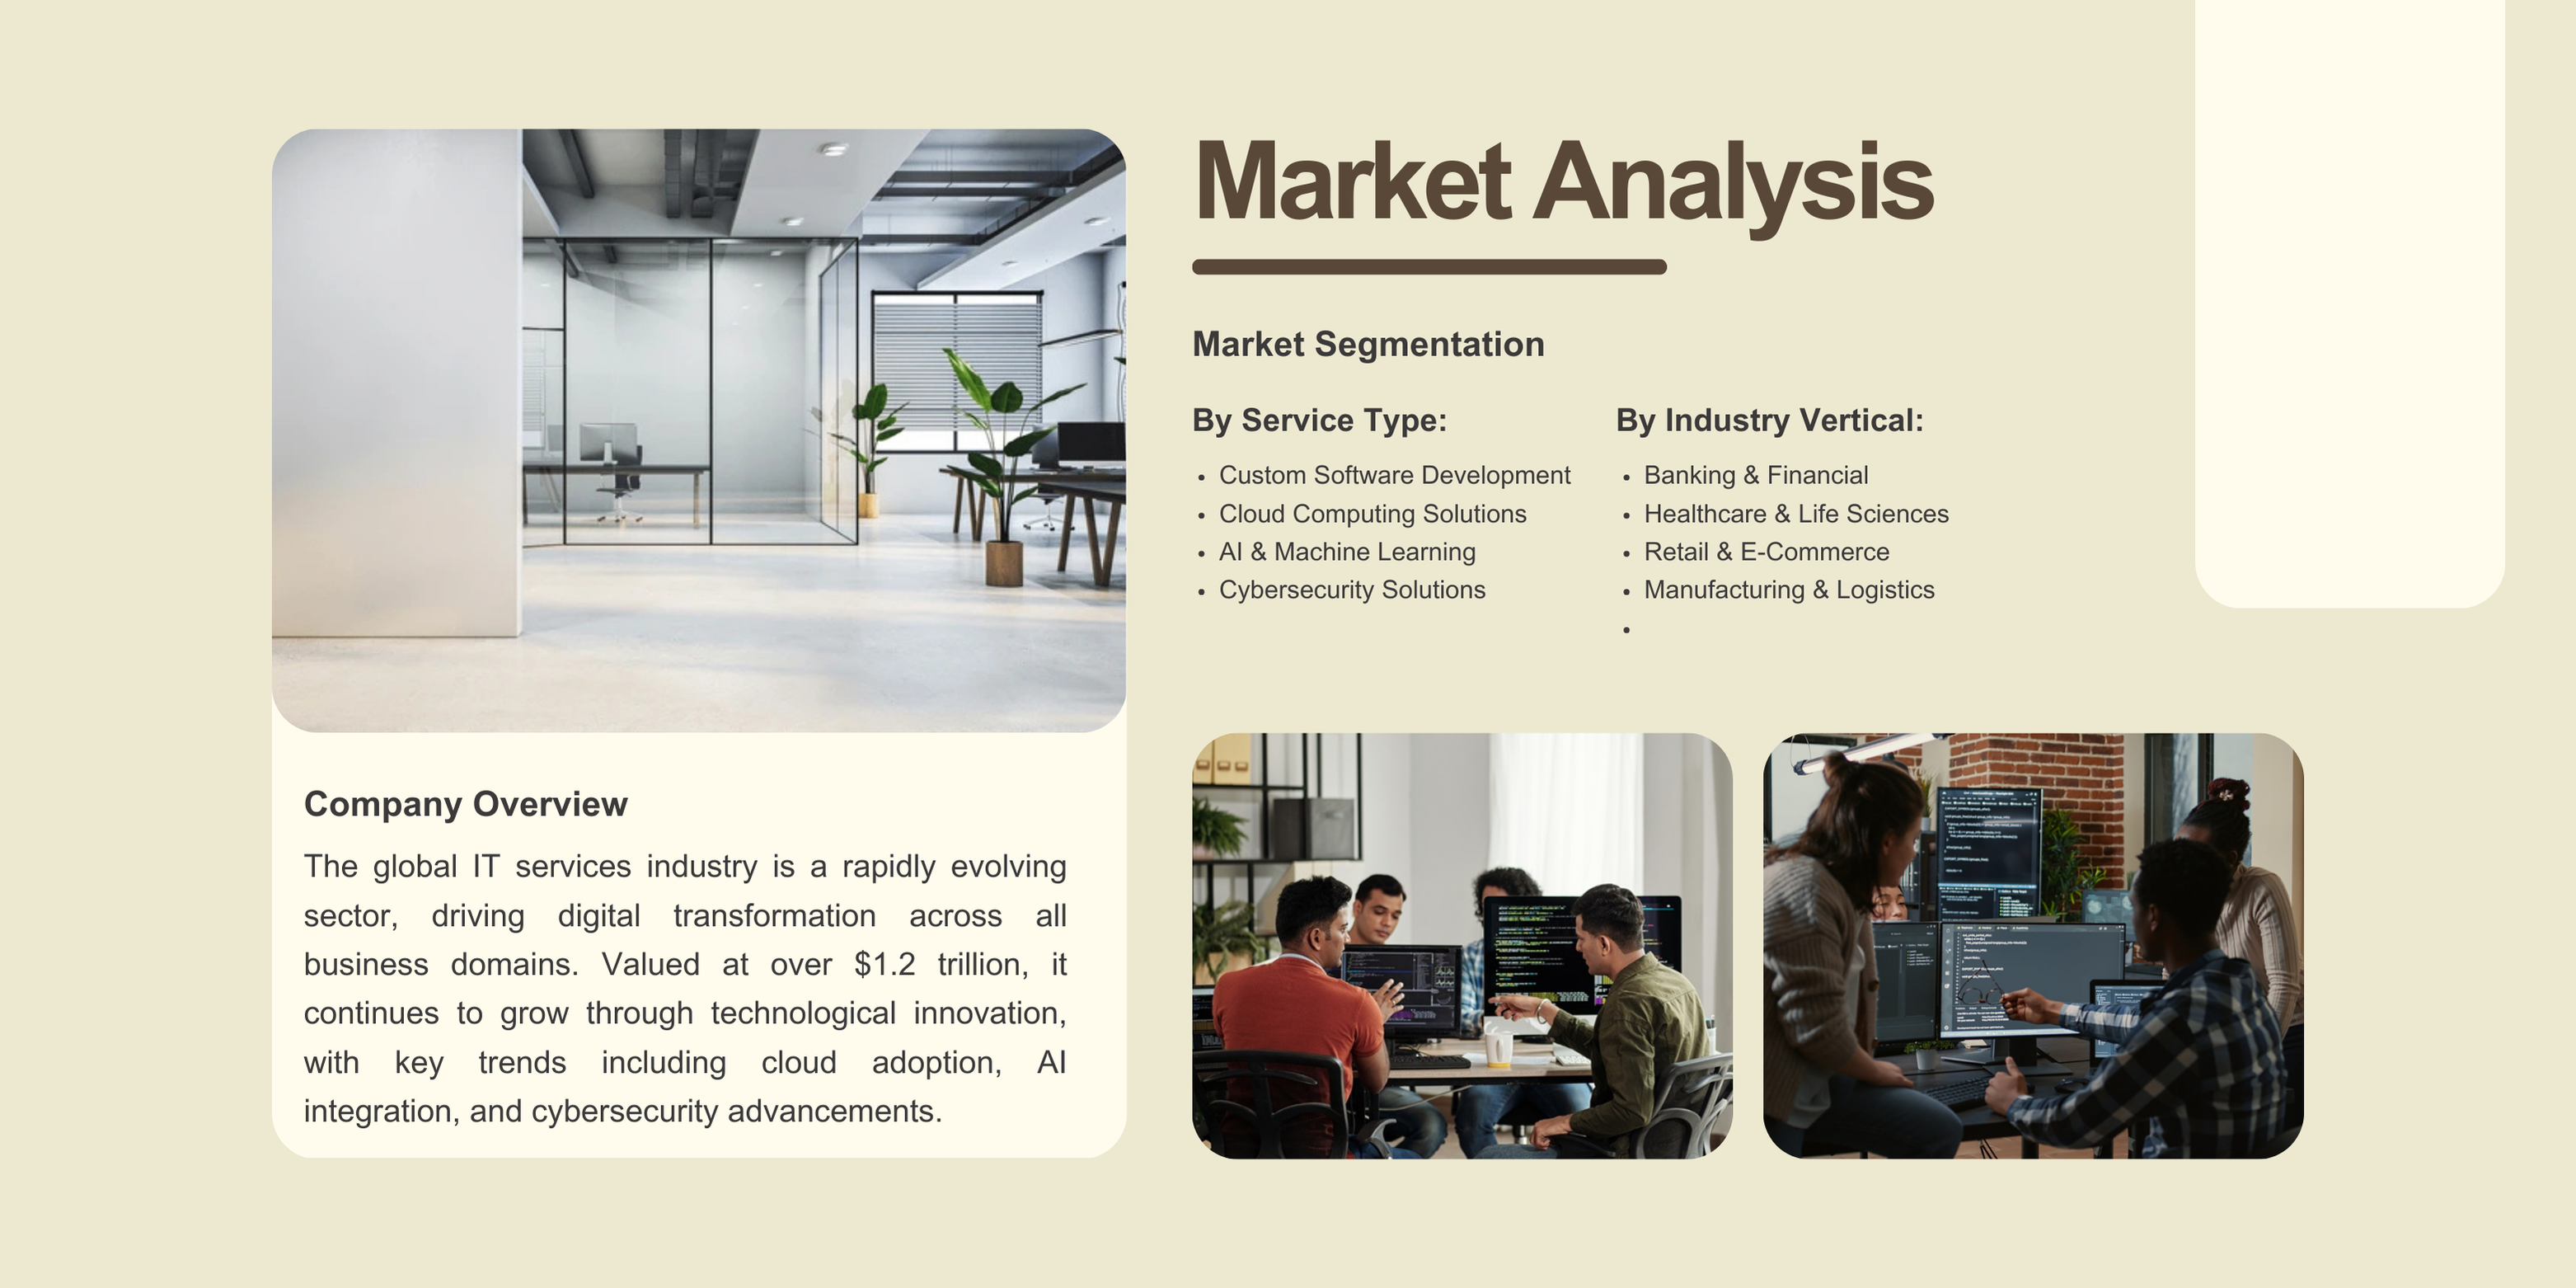 Market Analysis
Market Segmentation
By Service Type:
• Custom Software Development
• Cloud Computing Solutions
• AI & Machine Learning
• Cybersecurity Solutions
By Industry Vertical:
• Banking & Financial
• Healthcare & Life Sciences
• Retail & E-Commerce
• Manufacturing & Logistics
•
Company Overview
The global IT services industry is a rapidly evolving
sector, driving digital transformation across all
business domains. Valued at over $1.2 trillion, it
continues to grow through technological innovation,
with key trends including cloud adoption, AI
integration, and cybersecurity advancements.